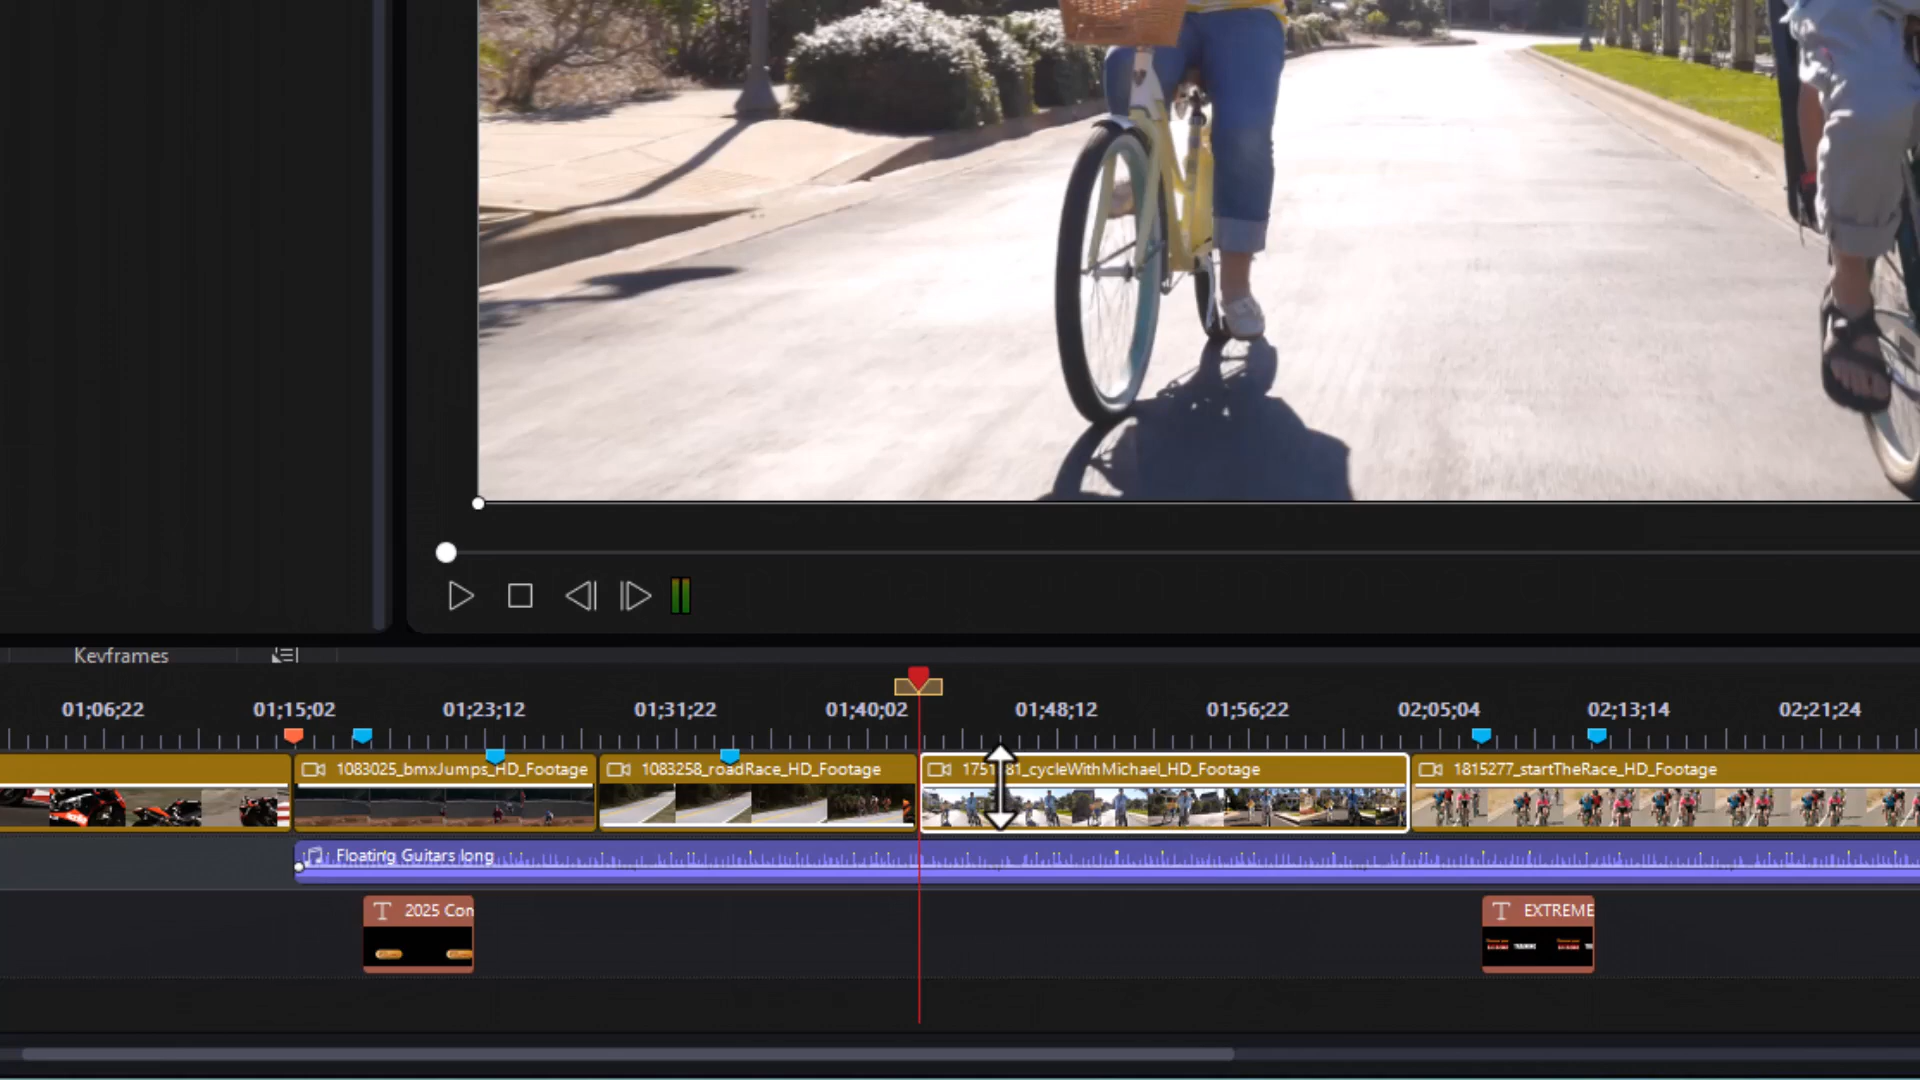 Keyframes
01;06;22 01;15;02 01;23;12 01;31;22 01;40;02 01;48;12 01;56;22 02;05;04 02;13;14 02;21;24
1083025_bmxJumps_HD_Footage 1083258_roadRace_HD_Footage cycleWithMichael_HD_Footage 1815277_startTheRace_HD_Footage
Floating Guitars long
2025 Con EXTREME
TRAINING